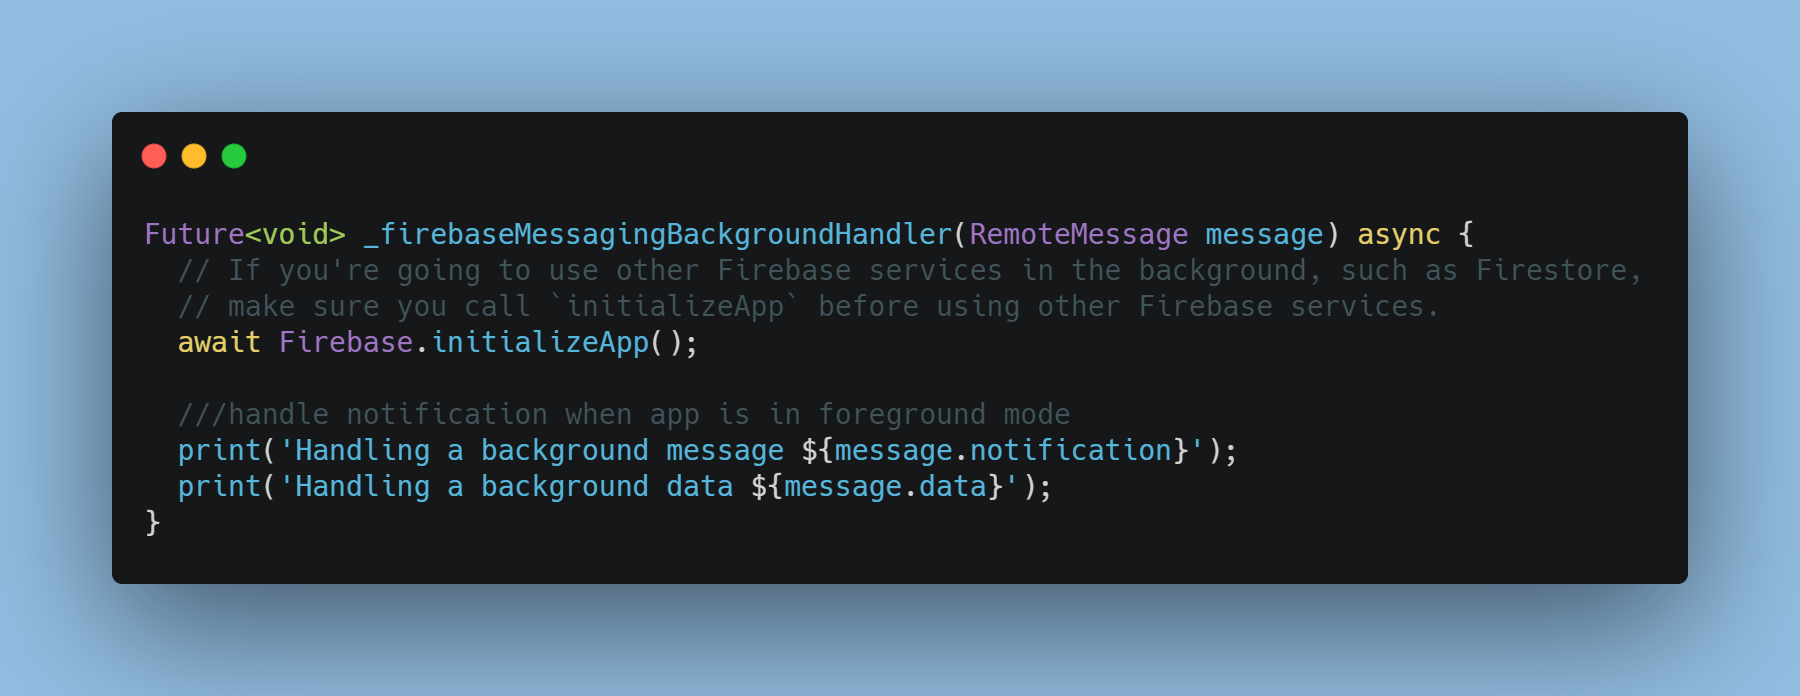 Future<void> _firebaseMessagingBackgroundHandler(RemoteMessage message) async {
  // If you're going to use other Firebase services in the background, such as Firestore,
  // make sure you call `initializeApp` before using other Firebase services.
  await Firebase.initializeApp();

  ///handle notification when app is in foreground mode
  print('Handling a background message ${message.notification}');
  print('Handling a background data ${message.data}');
}